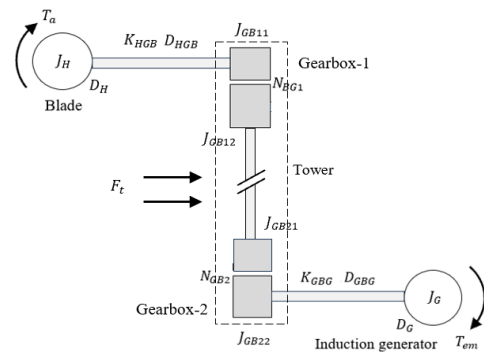 T_a
K_HGB D_HGB
J_GB11
J_H
Gearbox-1
D_H
N_BG1
Blade
J_GB12
Tower
F_t
J_GB21
N_GB2
K_GBG D_GBG
J_G
Gearbox-2
D_G
J_GB22
Induction generator
T_em